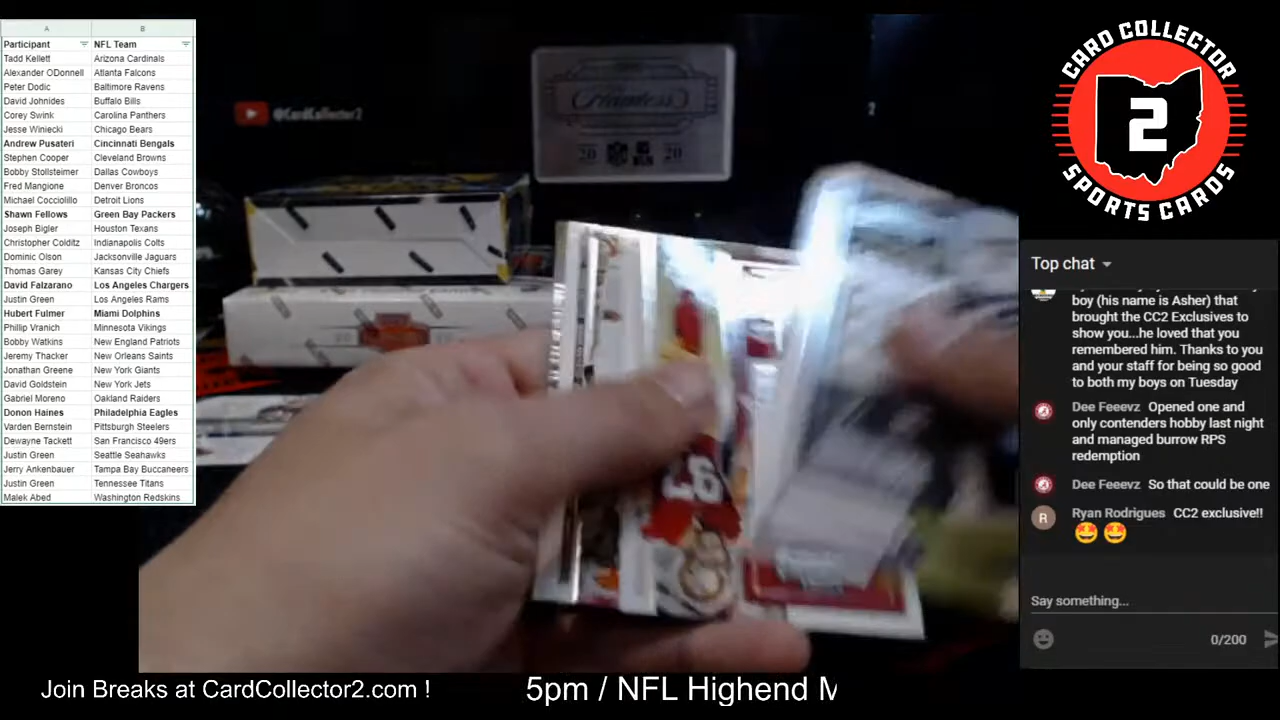 A B
Participant NFL Team
Tadd Kellett Arizona Cardinals
Alexander ODonnell Atlanta Falcons
Peter Dodic Baltimore Ravens
David Johnides Buffalo Bills
Corey Swink Carolina Panthers
Jesse Winiecki Chicago Bears
Andrew Pusateri Cincinnati Bengals
Stephen Cooper Cleveland Browns
Bobby Stollsteimer Dallas Cowboys
Fred Mangione Denver Broncos
Michael Cocciolillo Detroit Lions
Shawn Fellows Green Bay Packers
Joseph Bigler Houston Texans
Christopher Colditz Indianapolis Colts
Dominic Olson Jacksonville Jaguars
Thomas Garey Kansas City Chiefs
David Falzarano Los Angeles Chargers
Justin Green Los Angeles Rams
Hubert Fulmer Miami Dolphins
Phillip Vranich Minnesota Vikings
Bobby Watkins New England Patriots
Jeremy Thacker New Orleans Saints
Jonathan Greene New York Giants
David Goldstein New York Jets
Gabriel Moreno Oakland Raiders
Donon Haines Philadelphia Eagles
Varden Bernstein Pittsburgh Steelers
Dewayne Tackett San Francisco 49ers
Justin Green Seattle Seahawks
Jerry Ankenbauer Tampa Bay Buccaneers
Justin Green Tennessee Titans
Malek Abed Washington Redskins
@CardCollector2
Flawless
20 NFL 20
2
97
CARD COLLECTOR
2
SPORTS CARDS
Top chat
boy (his name is Asher) that
brought the CC2 Exclusives to
show you...he loved that you
remembered him. Thanks to you
and your staff for being so good
to both my boys on Tuesday
Dee Feeevz Opened one and
only contenders hobby last night
and managed burrow RPS
redemption
Dee Feeevz So that could be one
R Ryan Rodrigues CC2 exclusive!!
🤩 🤩
Say something...
0/200
Join Breaks at CardCollector2.com !
5pm / NFL Highend M